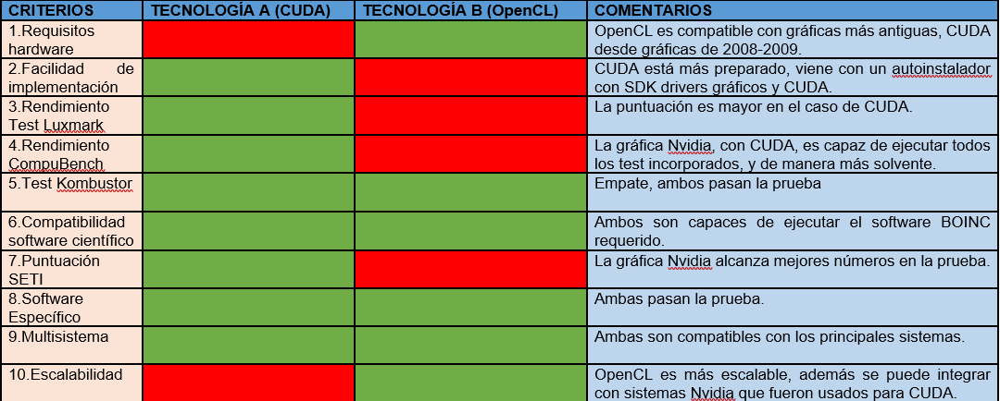 CRITERIOS TECNOLOGÍA A (CUDA) TECNOLOGÍA B (OpenCL) COMENTARIOS
1.Requisitos
hardware
OpenCL es compatible con gráficas más antiguas, CUDA
desde gráficas de 2008-2009.
2.Facilidad de
implementación
CUDA está más preparado, viene con un autoinstalador
con SDK drivers gráficos y CUDA.
3.Rendimiento
Test Luxmark
La puntuación es mayor en el caso de CUDA.
4.Rendimiento
CompuBench
La gráfica Nvidia, con CUDA, es capaz de ejecutar todos
los test incorporados, y de manera más solvente.
5.Test Kombustor
Empate, ambos pasan la prueba
6.Compatibilidad
software científico
Ambos son capaces de ejecutar el software BOINC
requerido.
7.Puntuación
SETI
La gráfica Nvidia alcanza mejores números en la prueba.
8.Software
Específico
Ambas pasan la prueba.
9.Multisistema
Ambas son compatibles con los principales sistemas.
10.Escalabilidad
OpenCL es más escalable, además se puede integrar
con sistemas Nvidia que fueron usados para CUDA.